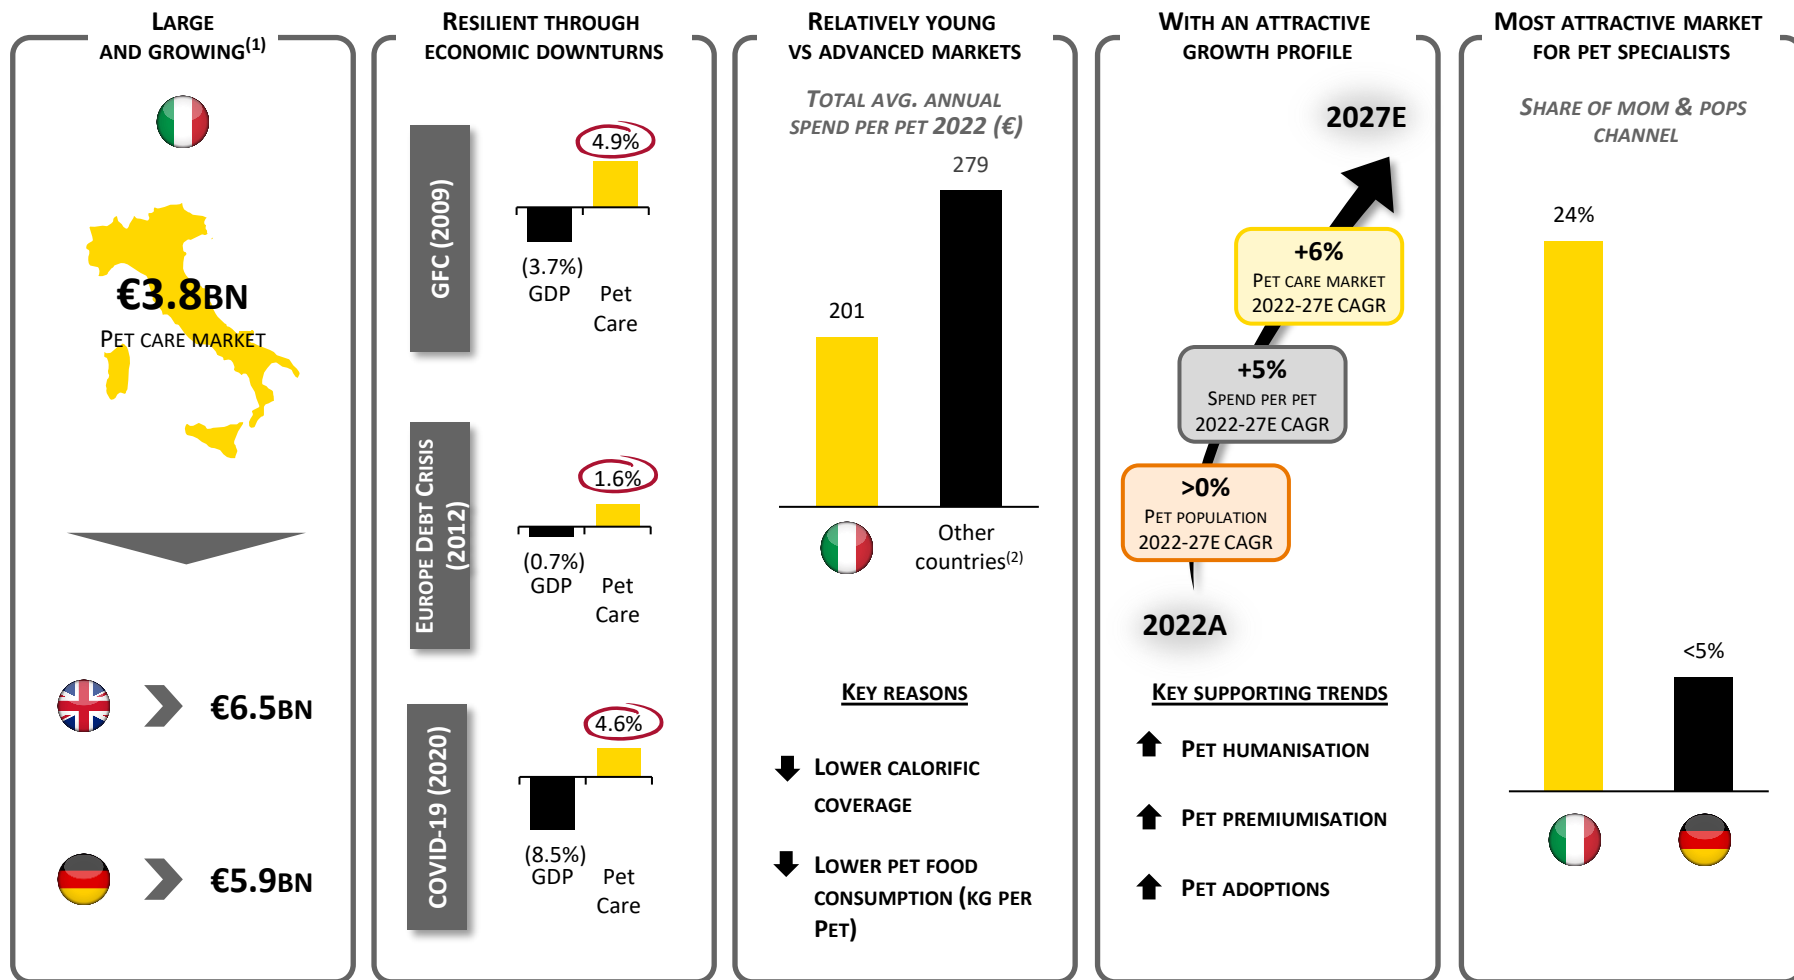 LARGE
AND GROWING(1)
€3.8BN
PET CARE MARKET
€6.5BN
€5.9BN
RESILIENT THROUGH
ECONOMIC DOWNTURNS
GFC (2009)
4.9%
(3.7%)
GDP
Pet
Care
EUROPE DEBT CRISIS
(2012)
1.6%
(0.7%)
GDP
Pet
Care
COVID-19 (2020)
4.6%
(8.5%)
GDP
Pet
Care
RELATIVELY YOUNG
VS ADVANCED MARKETS
TOTAL AVG. ANNUAL
SPEND PER PET 2022 (€)
279
201
Other
countries(2)
KEY REASONS
LOWER CALORIFIC
COVERAGE
LOWER PET FOOD
CONSUMPTION (KG PER
PET)
WITH AN ATTRACTIVE
GROWTH PROFILE
2027E
+6%
PET CARE MARKET
2022-27E CAGR
+5%
SPEND PER PET
2022-27E CAGR
>0%
PET POPULATION
2022-27E CAGR
2022A
KEY SUPPORTING TRENDS
PET HUMANISATION
PET PREMIUMISATION
PET ADOPTIONS
MOST ATTRACTIVE MARKET
FOR PET SPECIALISTS
SHARE OF MOM & POPS
CHANNEL
24%
<5%